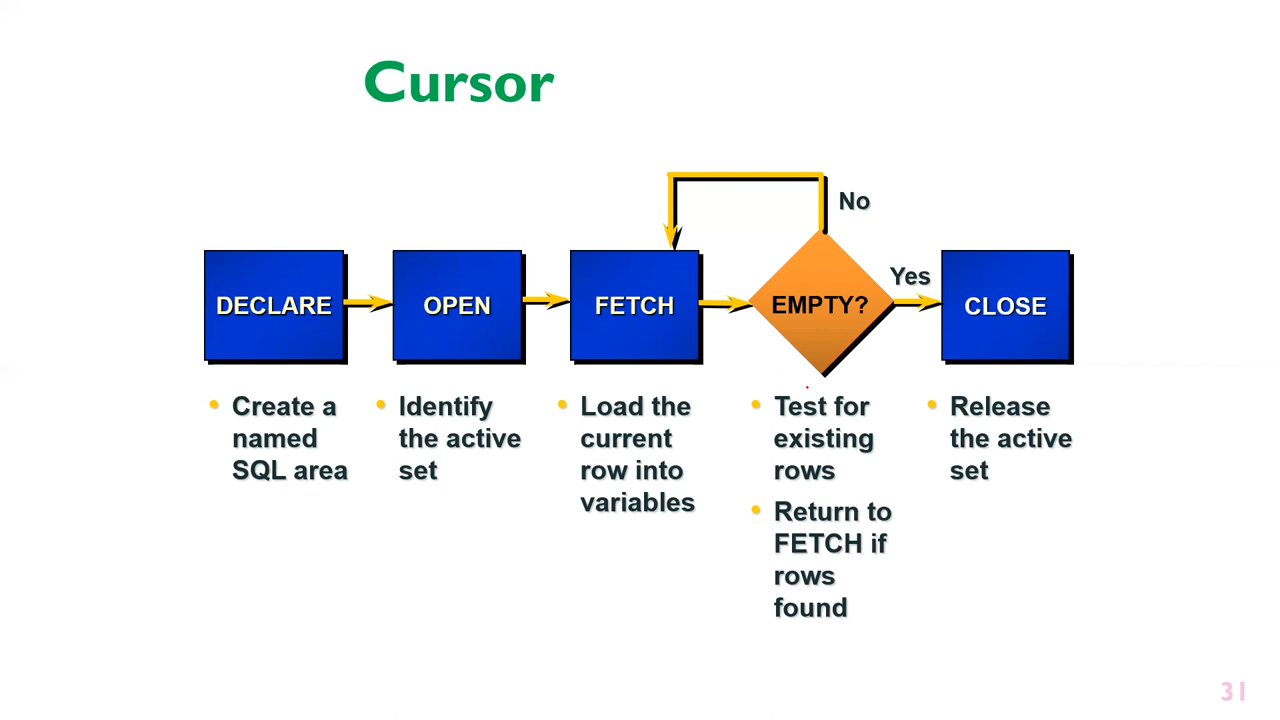 Cursor
No
Yes
DECLARE
OPEN
FETCH
EMPTY?
CLOSE
• Create a
named
SQL area
• Identify
the active
set
• Load the
current
row into
variables
• Test for
existing
rows
• Return to
FETCH if
rows
found
• Release
the active
set
31